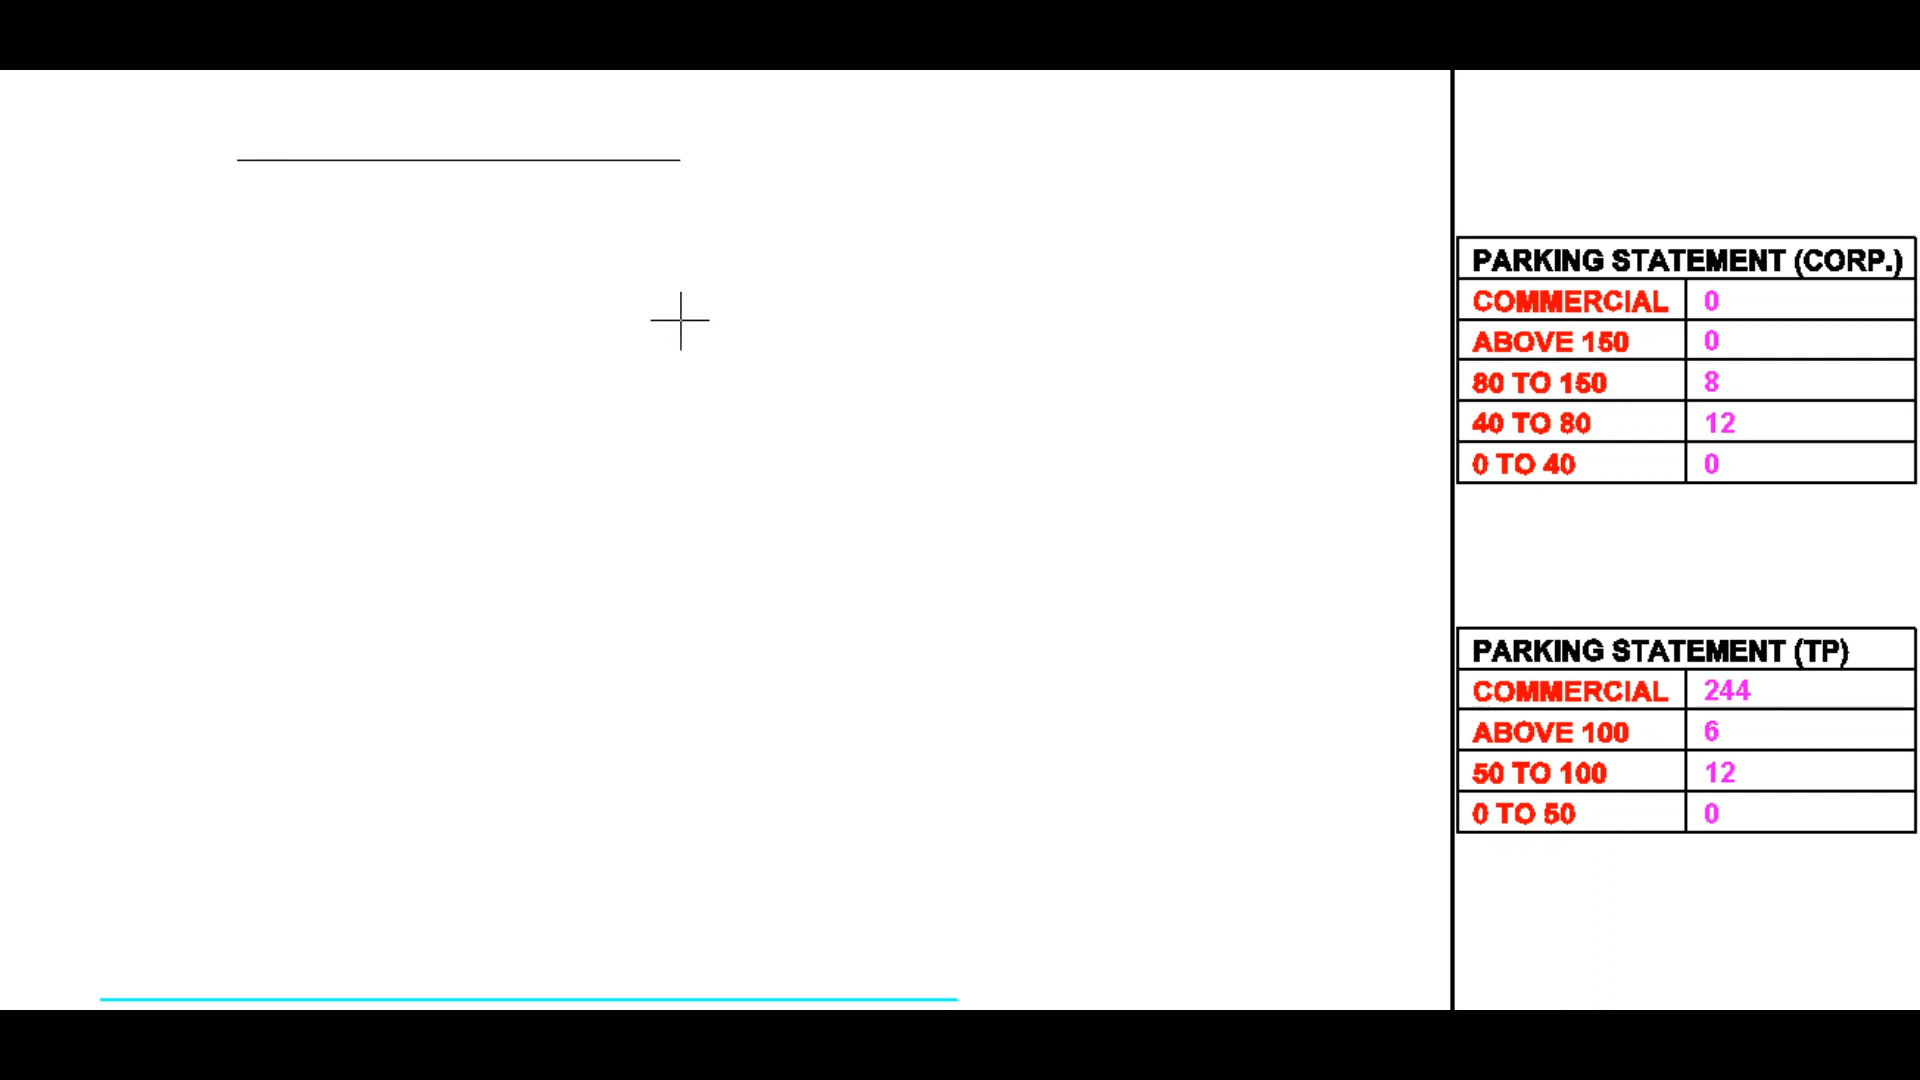 PARKING STATEMENT (CORP.)
COMMERCIAL 0
ABOVE 150 0
80 TO 150 8
40 TO 80 12
0 TO 40 0
PARKING STATEMENT (TP)
COMMERCIAL 244
ABOVE 100 6
50 TO 100 12
0 TO 50 0